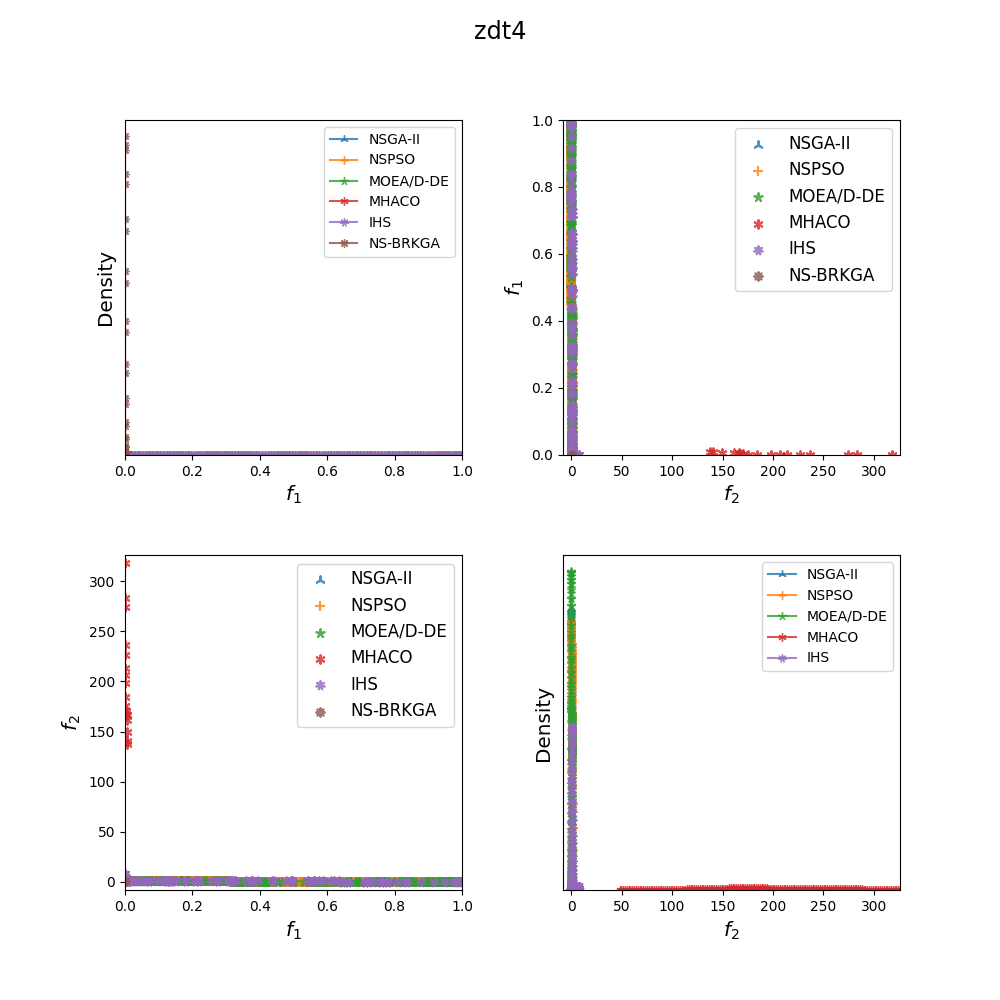 zdt4
NSGA-II
NSPSO
MOEA/D-DE
MHACO
IHS
NS-BRKGA
Density
0.0 0.2 0.4 0.6 0.8 1.0
f1
NSGA-II
NSPSO
MOEA/D-DE
MHACO
IHS
NS-BRKGA
f1
1.0
0.8
0.6
0.4
0.2
0.0
0 50 100 150 200 250 300
f2
NSGA-II
NSPSO
MOEA/D-DE
MHACO
IHS
NS-BRKGA
f2
300
250
200
150
100
50
0
0.0 0.2 0.4 0.6 0.8 1.0
f1
NSGA-II
NSPSO
MOEA/D-DE
MHACO
IHS
Density
0 50 100 150 200 250 300
f2